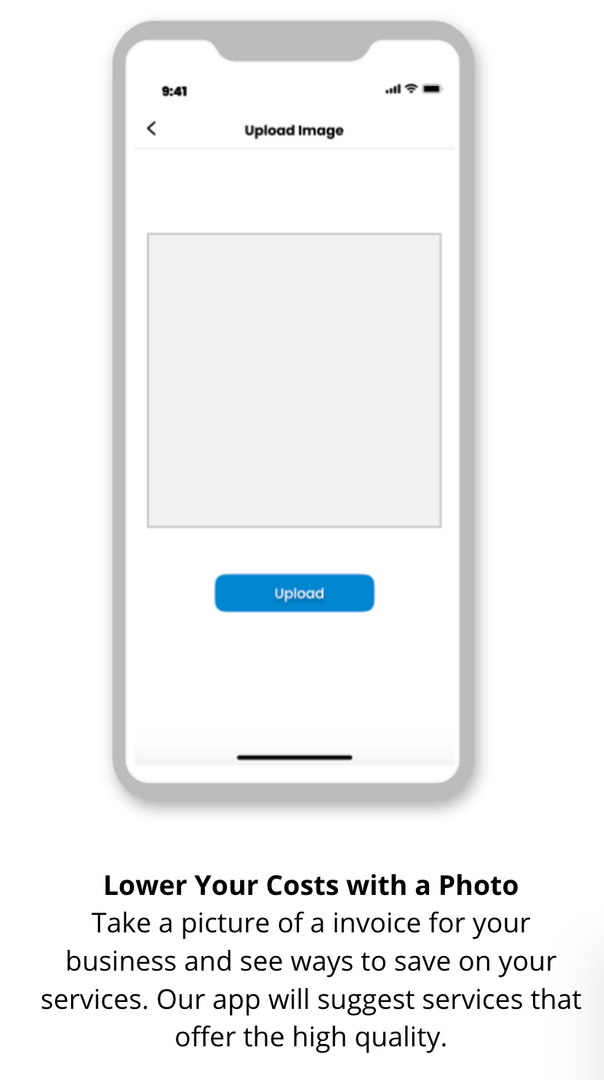 9:41
Upload Image
Upload
Lower Your Costs with a Photo
Take a picture of a invoice for your
business and see ways to save on your
services. Our app will suggest services that
offer the high quality.